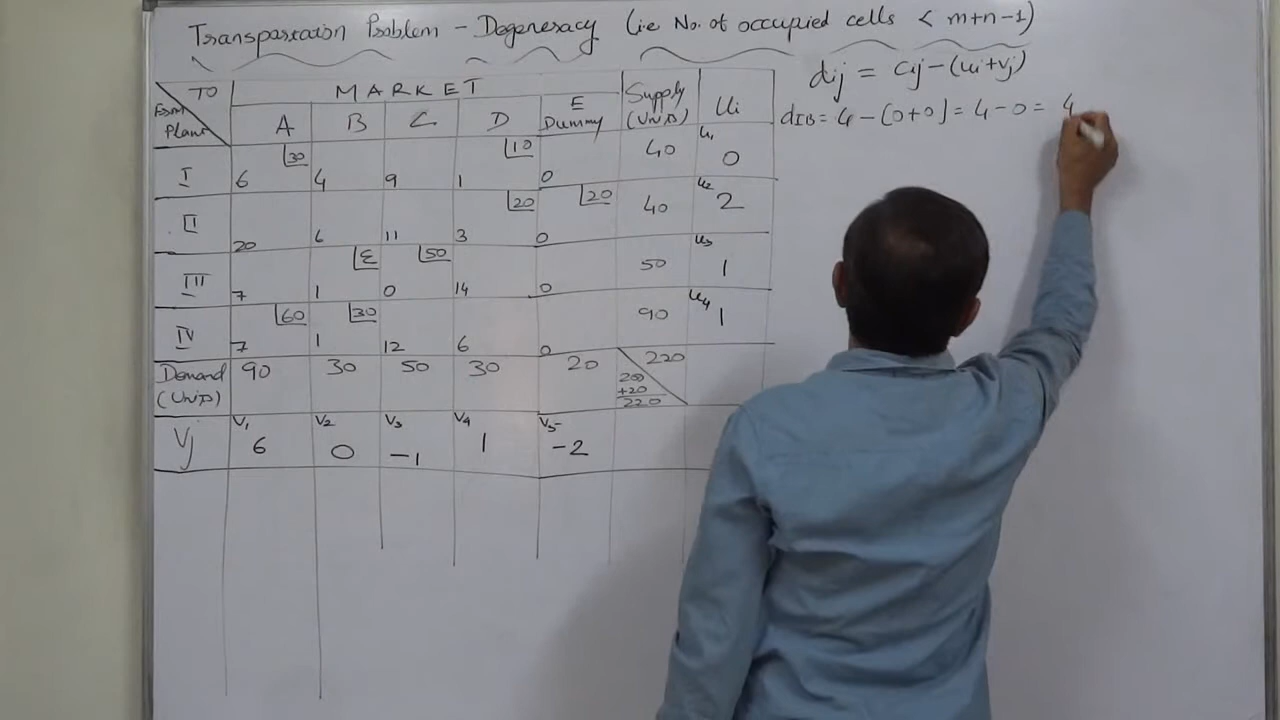 Transportation Problem - Degeneracy (i.e No. of occupied cells < m+n-1)
dij = Cij - (ui+vj)
dIB = 4 - [0+0] = 4 - 0 = 4
TO MARKET Supply (Units) Ui
From Plant A B C D E Dummy
I 6 30 4 9 1 10 0 40 u1 0
II 20 6 11 3 20 0 20 40 u2 2
III 7 1 ε 0 50 14 0 50 u3 1
IV 7 60 1 30 12 6 0 90 u4 1
Demand (Units) 90 30 50 30 20 220
200
+20
220
Vj V1 6 V2 0 V3 -1 V4 1 V5 -2